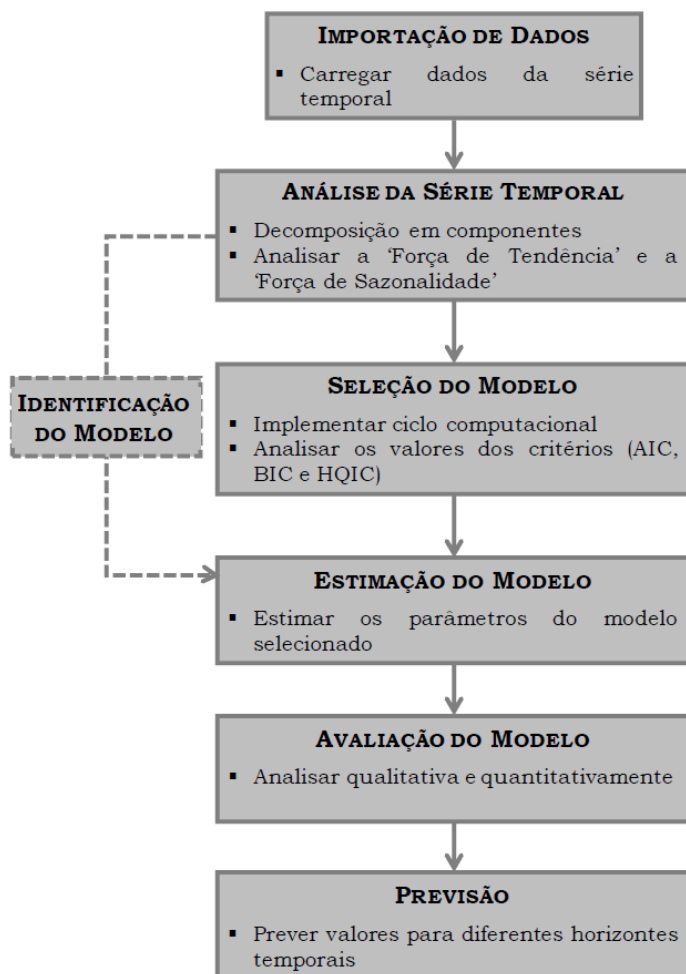 IMPORTAÇÃO DE DADOS
▪ Carregar dados da série
temporal
ANÁLISE DA SÉRIE TEMPORAL
▪ Decomposição em componentes
▪ Analisar a ‘Força de Tendência’ e a
‘Força de Sazonalidade’
IDENTIFICAÇÃO
DO MODELO
SELEÇÃO DO MODELO
▪ Implementar ciclo computacional
▪ Analisar os valores dos critérios (AIC,
BIC e HQIC)
ESTIMAÇÃO DO MODELO
▪ Estimar os parâmetros do modelo
selecionado
AVALIAÇÃO DO MODELO
▪ Analisar qualitativa e quantitativamente
PREVISÃO
▪ Prever valores para diferentes horizontes
temporais